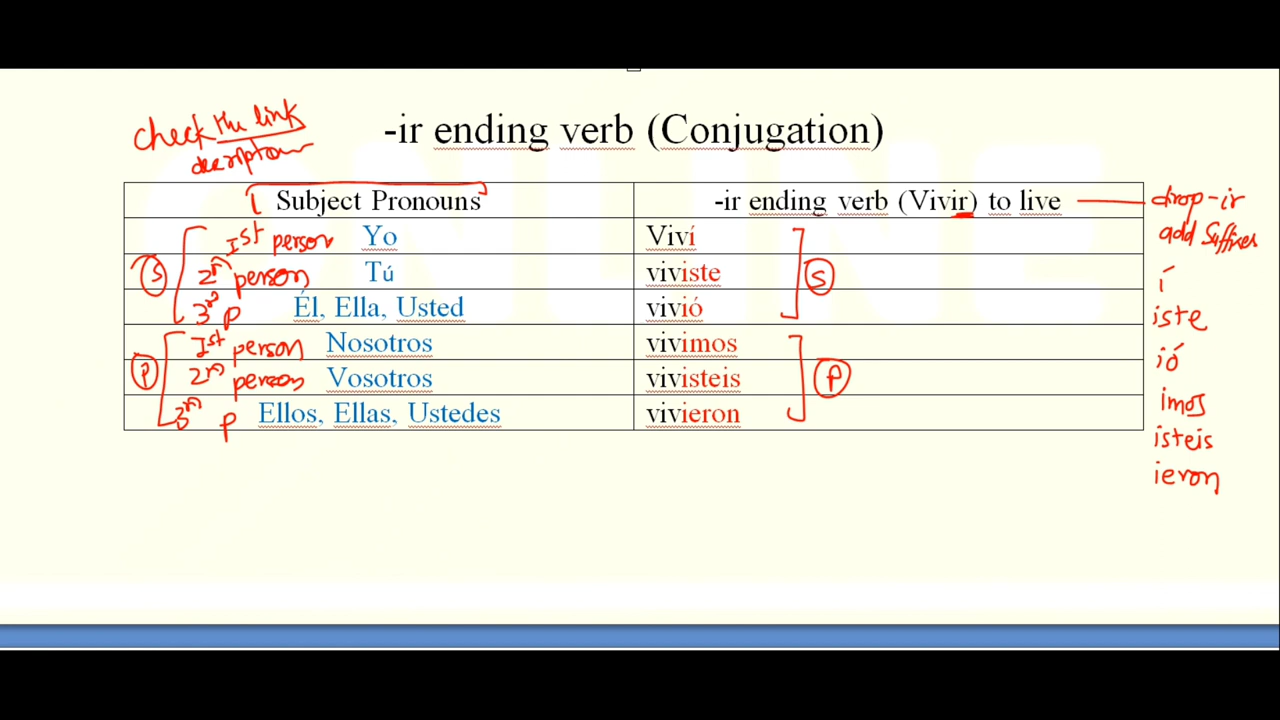 check the link
description
-ir ending verb (Conjugation)
Subject Pronouns
-ir ending verb (Vivir) to live
drop -ir
add Suffixes
S
1st person Yo
Viví
2nd person Tú
viviste
S
í
3rd P Él, Ella, Usted
vivió
iste
P
1st person Nosotros
vivimos
ió
2nd person Vosotros
vivisteis
P
imos
3rd P Ellos, Ellas, Ustedes
vivieron
isteis
ieron